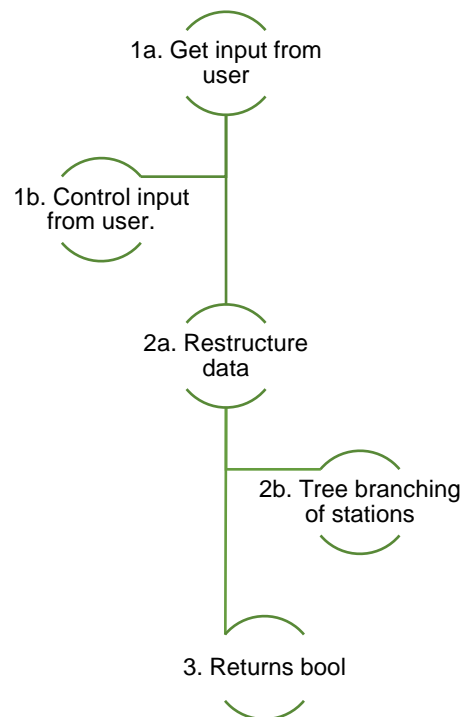 1a. Get input from
user
1b. Control input
from user.
2a. Restructure
data
2b. Tree branching
of stations
3. Returns bool